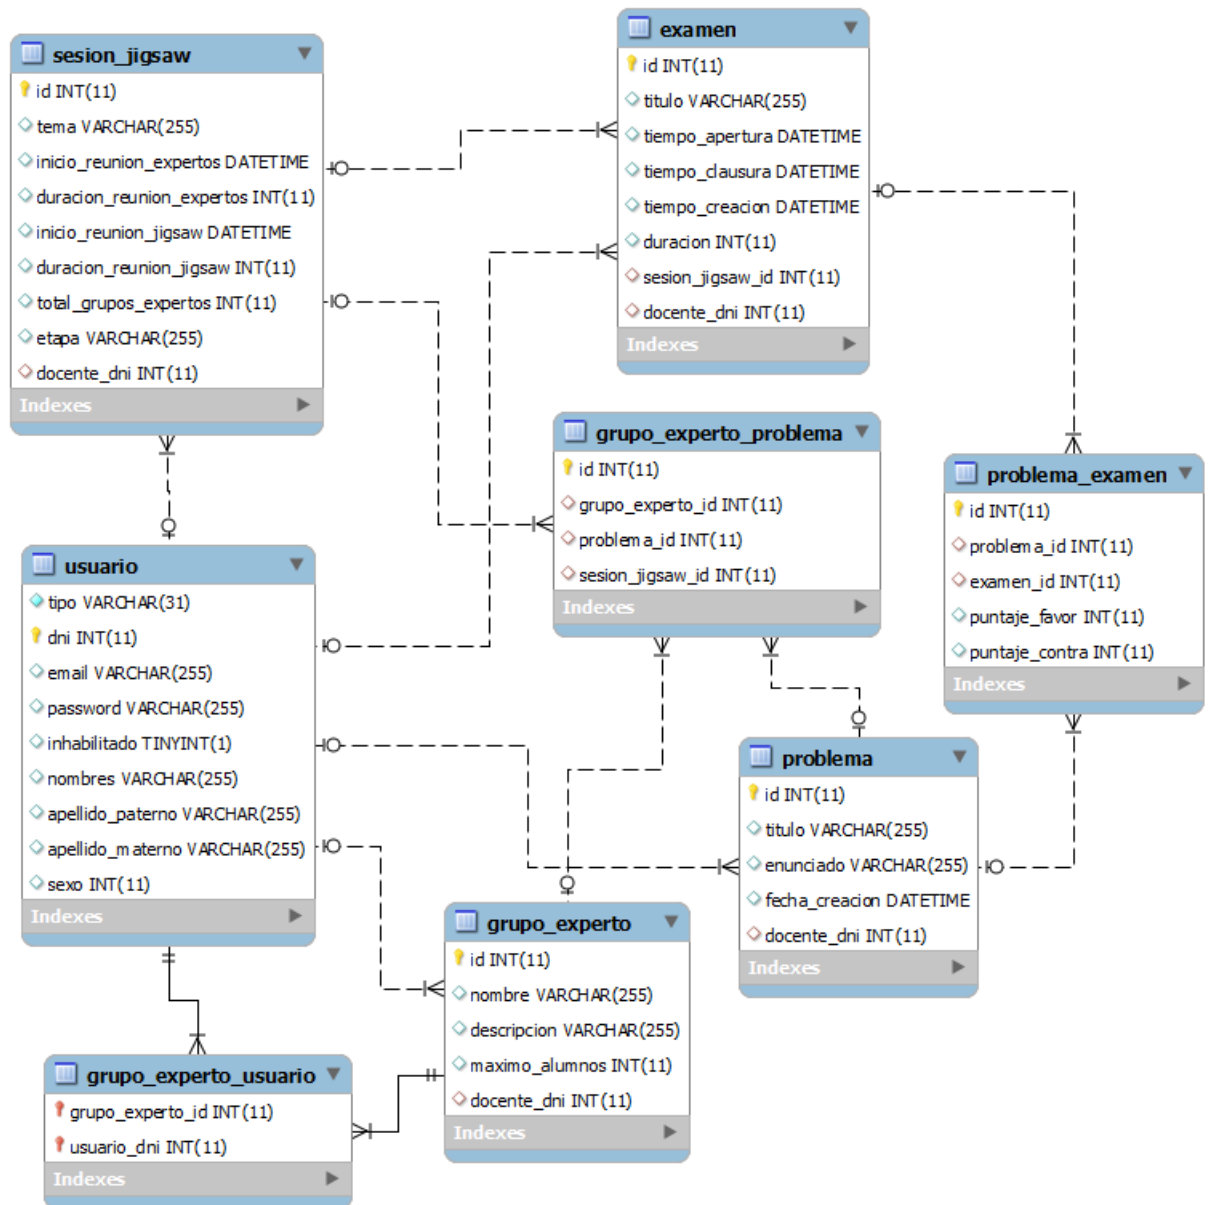 sesion_jigsaw
id INT(11)
tema VARCHAR(255)
inicio_reunion_expertos DATETIME
duracion_reunion_expertos INT(11)
inicio_reunion_jigsaw DATETIME
duracion_reunion_jigsaw INT(11)
total_grupos_expertos INT(11)
etapa VARCHAR(255)
docente_dni INT(11)
Indexes
examen
id INT(11)
titulo VARCHAR(255)
tiempo_apertura DATETIME
tiempo_clausura DATETIME
tiempo_creacion DATETIME
duracion INT(11)
sesion_jigsaw_id INT(11)
docente_dni INT(11)
Indexes
grupo_experto_problema
id INT(11)
grupo_experto_id INT(11)
problema_id INT(11)
sesion_jigsaw_id INT(11)
Indexes
problema_examen
id INT(11)
problema_id INT(11)
examen_id INT(11)
puntaje_favor INT(11)
puntaje_contra INT(11)
Indexes
usuario
tipo VARCHAR(31)
dni INT(11)
email VARCHAR(255)
password VARCHAR(255)
inhabilitado TINYINT(1)
nombres VARCHAR(255)
apellido_paterno VARCHAR(255)
apellido_materno VARCHAR(255)
sexo INT(11)
Indexes
problema
id INT(11)
titulo VARCHAR(255)
enunciado VARCHAR(255)
fecha_creacion DATETIME
docente_dni INT(11)
Indexes
grupo_experto
id INT(11)
nombre VARCHAR(255)
descripcion VARCHAR(255)
maximo_alumnos INT(11)
docente_dni INT(11)
Indexes
grupo_experto_usuario
grupo_experto_id INT(11)
usuario_dni INT(11)
Indexes